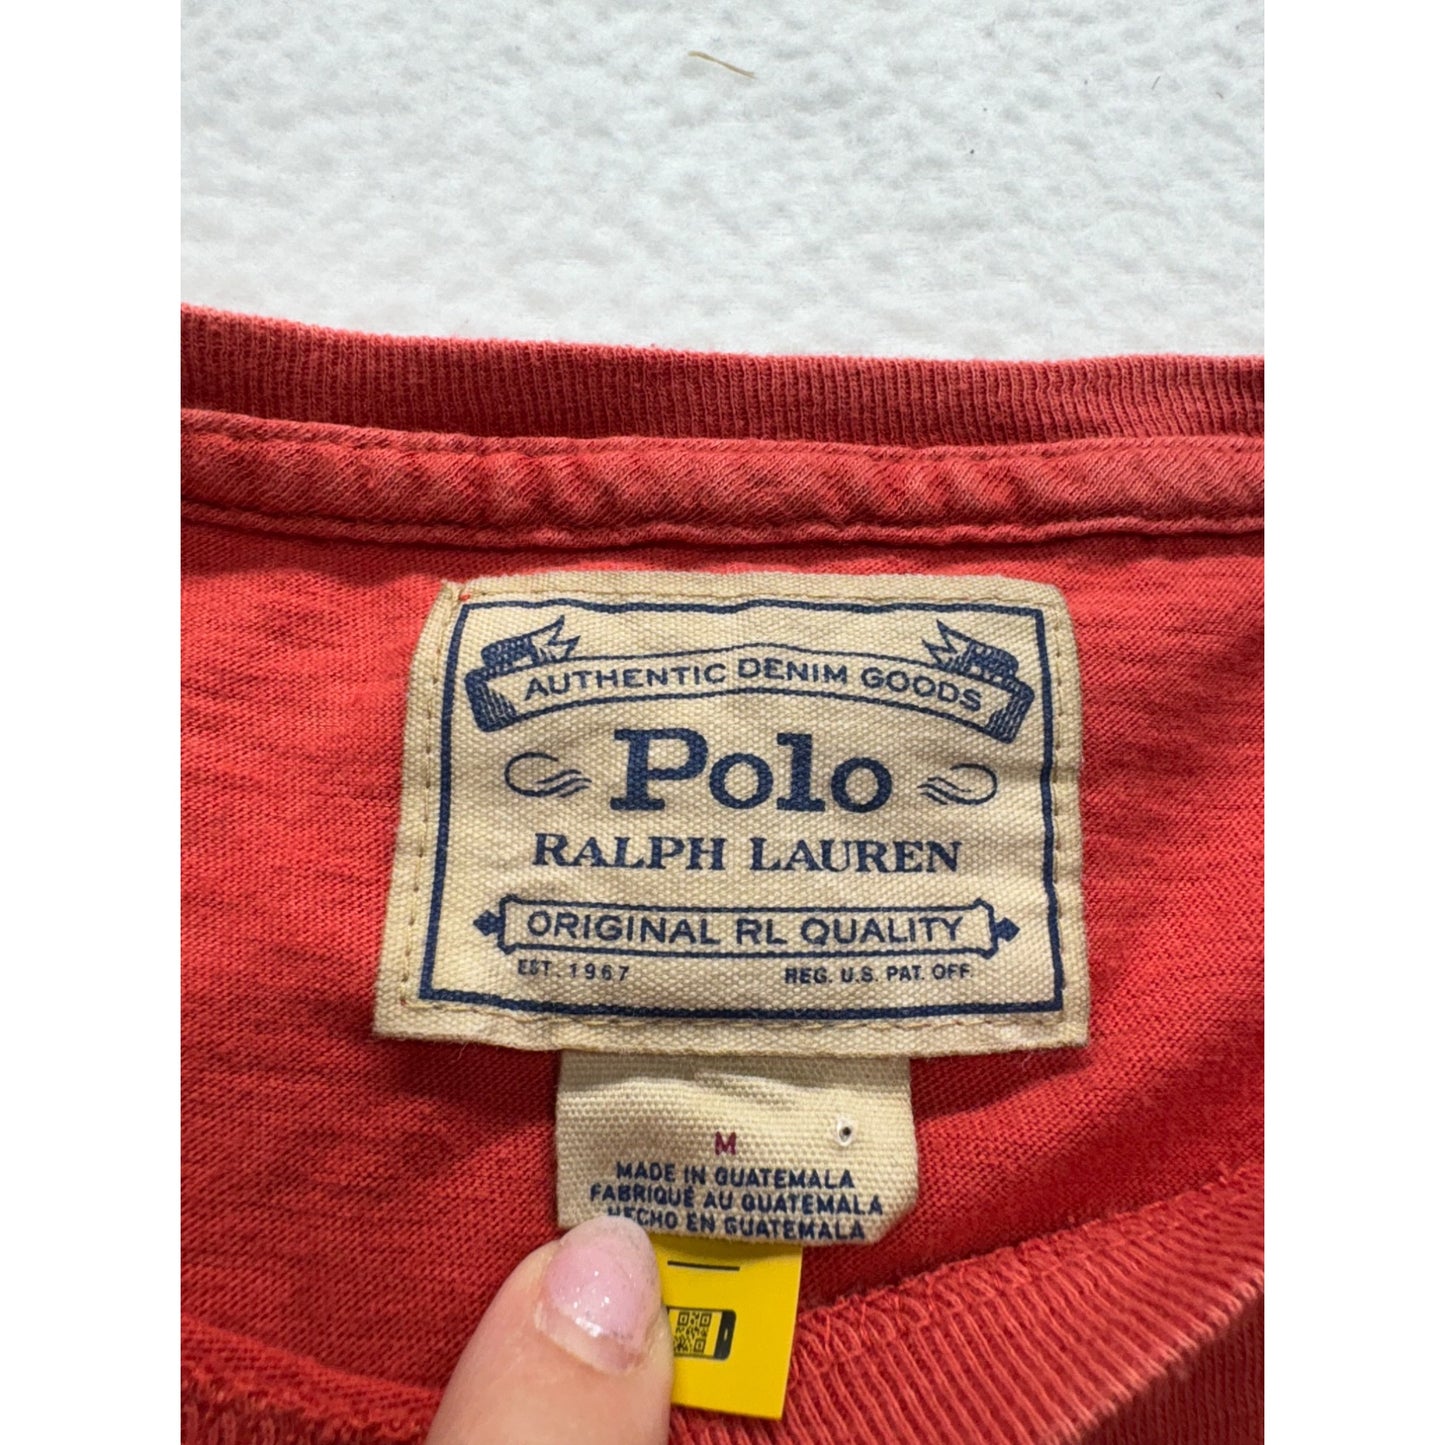 AUTHENTIC DENIM GOODS
Polo
RALPH LAUREN
ORIGINAL RL QUALITY
EST. 1967 REG. U.S. PAT. OFF.
M
MADE IN GUATEMALA
FABRIQUÉ AU GUATEMALA
HECHO EN GUATEMALA